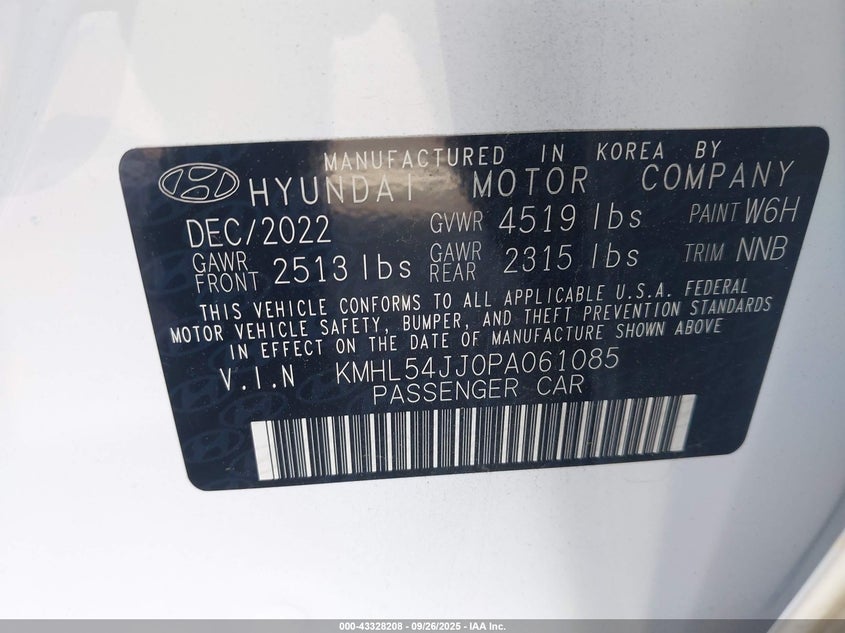 MANUFACTURED IN KOREA BY
HYUNDAI MOTOR COMPANY
DEC/2022 GVWR 4519 lbs PAINT W6H
GAWR FRONT 2513 lbs GAWR REAR 2315 lbs TRIM NNB
THIS VEHICLE CONFORMS TO ALL APPLICABLE U.S.A. FEDERAL
MOTOR VEHICLE SAFETY, BUMPER, AND THEFT PREVENTION STANDARDS
IN EFFECT ON THE DATE OF MANUFACTURE SHOWN ABOVE
V.I.N KMHL54JJ0PA061085
PASSENGER CAR
000-43328208 - 09/26/2025 - IAA Inc.